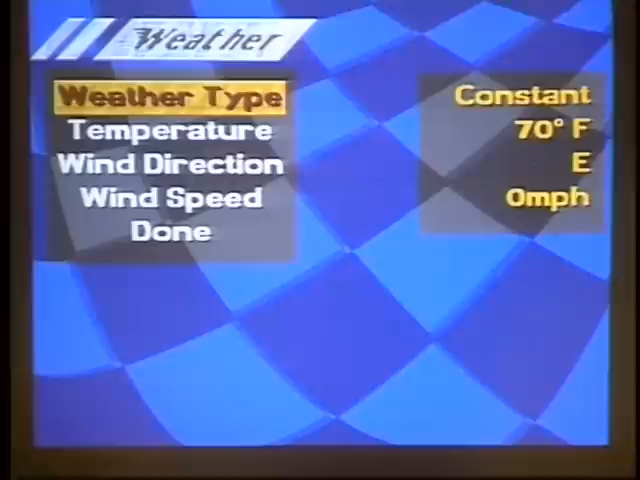 Weather
Weather Type Constant
Temperature 70° F
Wind Direction E
Wind Speed 0mph
Done